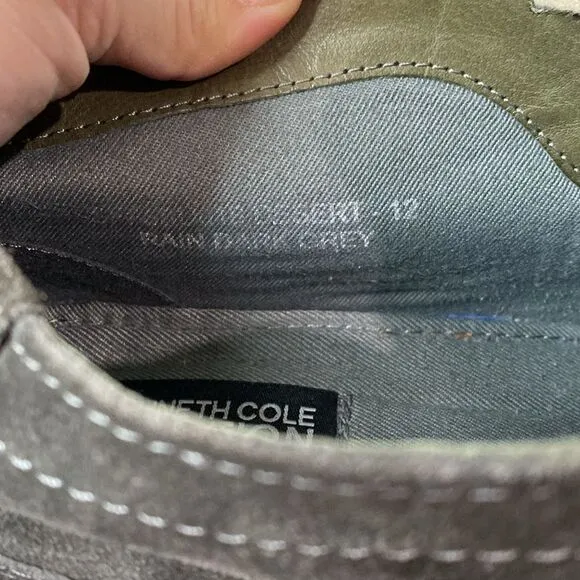 DESERT - 12
RAIN DARK GREY
NETH COLE
TION